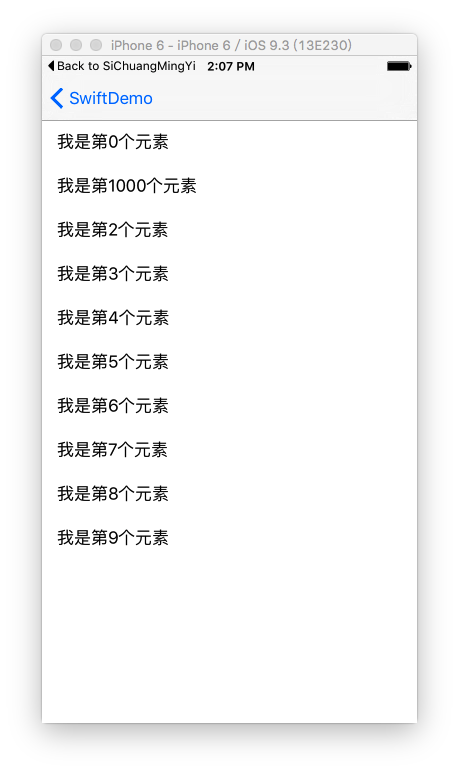 iPhone 6 - iPhone 6 / iOS 9.3 (13E230)
Back to SiChuangMingYi 2:07 PM
SwiftDemo
我是第0个元素
我是第1000个元素
我是第2个元素
我是第3个元素
我是第4个元素
我是第5个元素
我是第6个元素
我是第7个元素
我是第8个元素
我是第9个元素